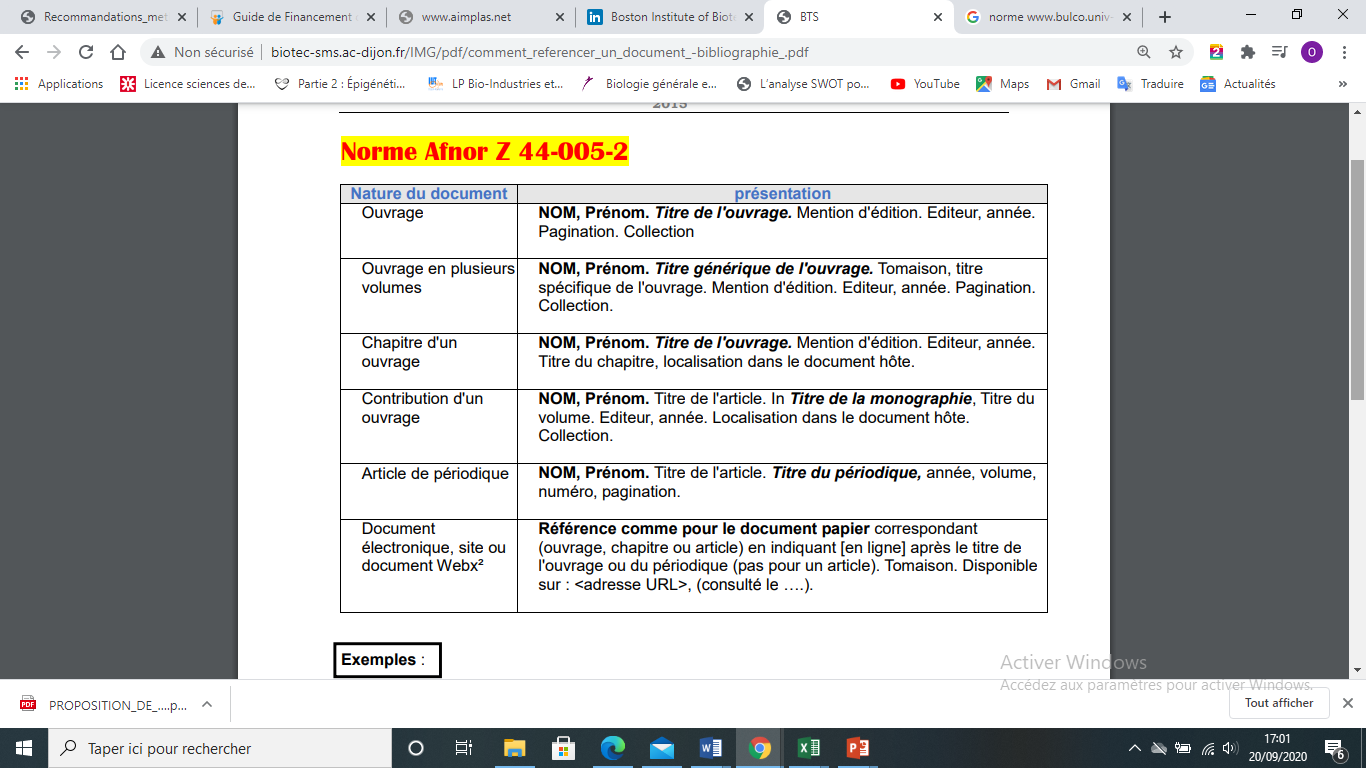 Recommandations_met
Guide de Financement
www.aimplas.net
Boston Institute of Biot
BTS
norme www.bulco.univ-
Non sécurisé
biotec-sms.ac-dijon.fr/IMG/pdf/comment_referencer_un_document_-bibliographie_.pdf
2
O
Applications
Licence sciences de...
Partie 2 : Épigénéti...
LP Bio-Industries et...
Biologie générale e...
L'analyse SWOT po...
YouTube
Maps
Gmail
Traduire
Actualités
»
2015
Norme Afnor Z 44-005-2
Nature du document
présentation
Ouvrage
NOM, Prénom. Titre de l'ouvrage. Mention d'édition. Editeur, année.
Pagination. Collection
Ouvrage en plusieurs
volumes
NOM, Prénom. Titre générique de l'ouvrage. Tomaison, titre
spécifique de l'ouvrage. Mention d'édition. Editeur, année. Pagination.
Collection.
Chapitre d'un
ouvrage
NOM, Prénom. Titre de l'ouvrage. Mention d'édition. Editeur, année.
Titre du chapitre, localisation dans le document hôte.
Contribution d'un
ouvrage
NOM, Prénom. Titre de l'article. In Titre de la monographie, Titre du
volume. Editeur, année. Localisation dans le document hôte.
Collection.
Article de périodique
NOM, Prénom. Titre de l'article. Titre du périodique, année, volume,
numéro, pagination.
Document
électronique, site ou
document Webx²
Référence comme pour le document papier correspondant
(ouvrage, chapitre ou article) en indiquant [en ligne] après le titre de
l'ouvrage ou du périodique (pas pour un article). Tomaison. Disponible
sur : <adresse URL>, (consulté le ….).
Exemples :
Activer Windows
Accédez aux paramètres pour activer Windows.
PDF
PROPOSITION_DE_....p...
Tout afficher
Taper ici pour rechercher
17:01
20/09/2020
6